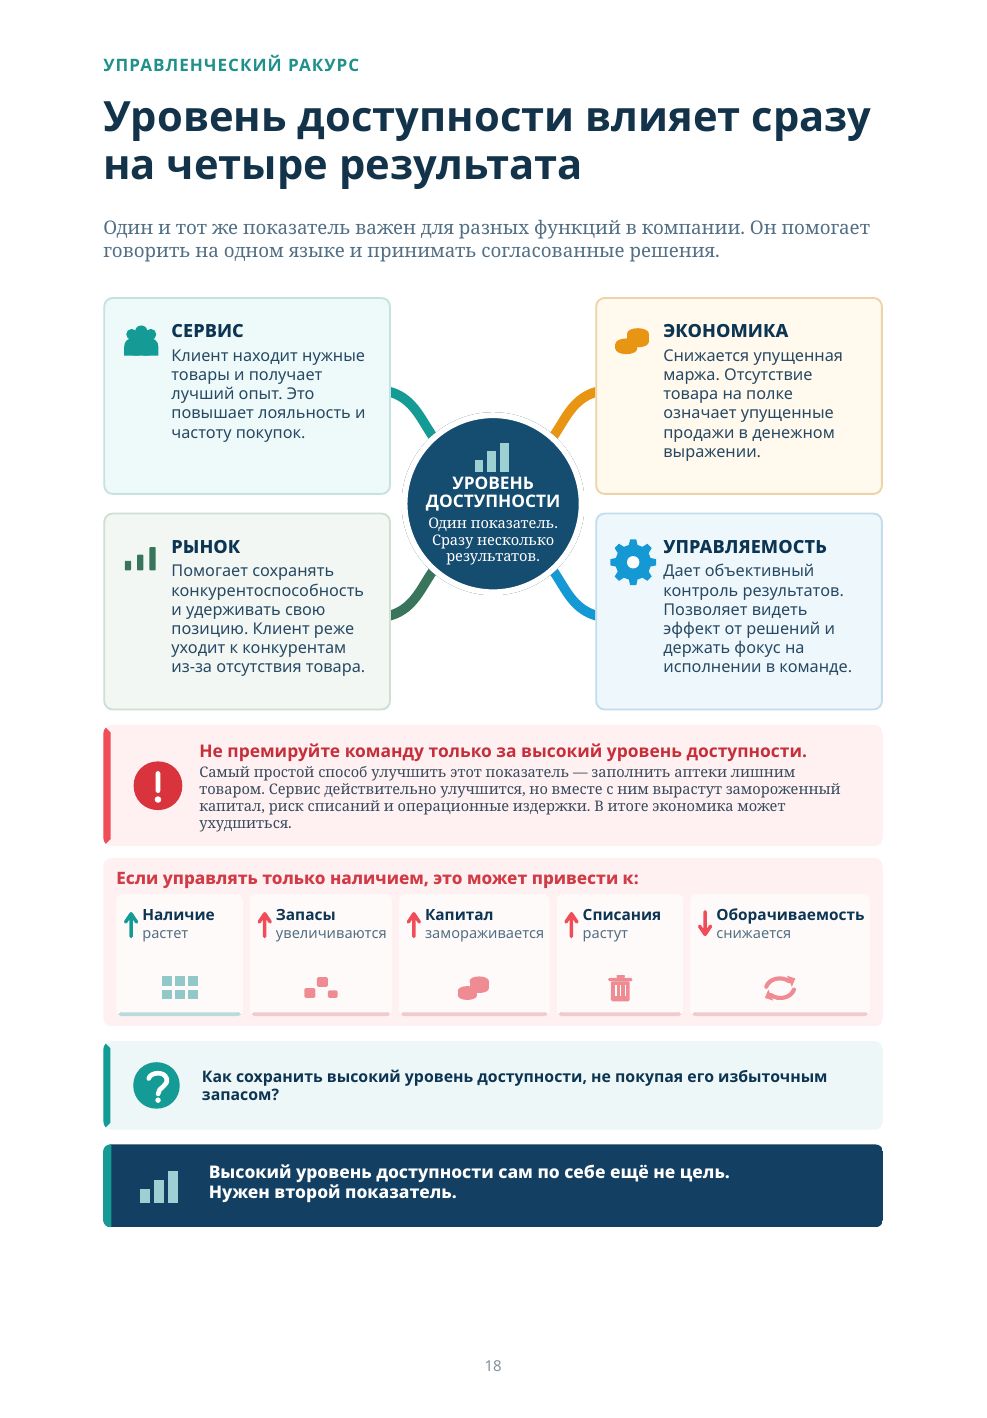 УПРАВЛЕНЧЕСКИЙ РАКУРС
Уровень доступности влияет сразу
на четыре результата
Один и тот же показатель важен для разных функций в компании. Он помогает
говорить на одном языке и принимать согласованные решения.
СЕРВИС
Клиент находит нужные
товары и получает
лучший опыт. Это
повышает лояльность и
частоту покупок.
ЭКОНОМИКА
Снижается упущенная
маржа. Отсутствие
товара на полке
означает упущенные
продажи в денежном
выражении.
УРОВЕНЬ
ДОСТУПНОСТИ
Один показатель.
Сразу несколько
результатов.
РЫНОК
Помогает сохранять
конкурентоспособность
и удерживать свою
позицию. Клиент реже
уходит к конкурентам
из-за отсутствия товара.
УПРАВЛЯЕМОСТЬ
Дает объективный
контроль результатов.
Позволяет видеть
эффект от решений и
держать фокус на
исполнении в команде.
Не премируйте команду только за высокий уровень доступности.
Самый простой способ улучшить этот показатель — заполнить аптеки лишним
товаром. Сервис действительно улучшится, но вместе с ним вырастут замороженный
капитал, риск списаний и операционные издержки. В итоге экономика может
ухудшиться.
Если управлять только наличием, это может привести к:
Наличие
растет
Запасы
увеличиваются
Капитал
замораживается
Списания
растут
Оборачиваемость
снижается
Как сохранить высокий уровень доступности, не покупая его избыточным
запасом?
Высокий уровень доступности сам по себе ещё не цель.
Нужен второй показатель.
18